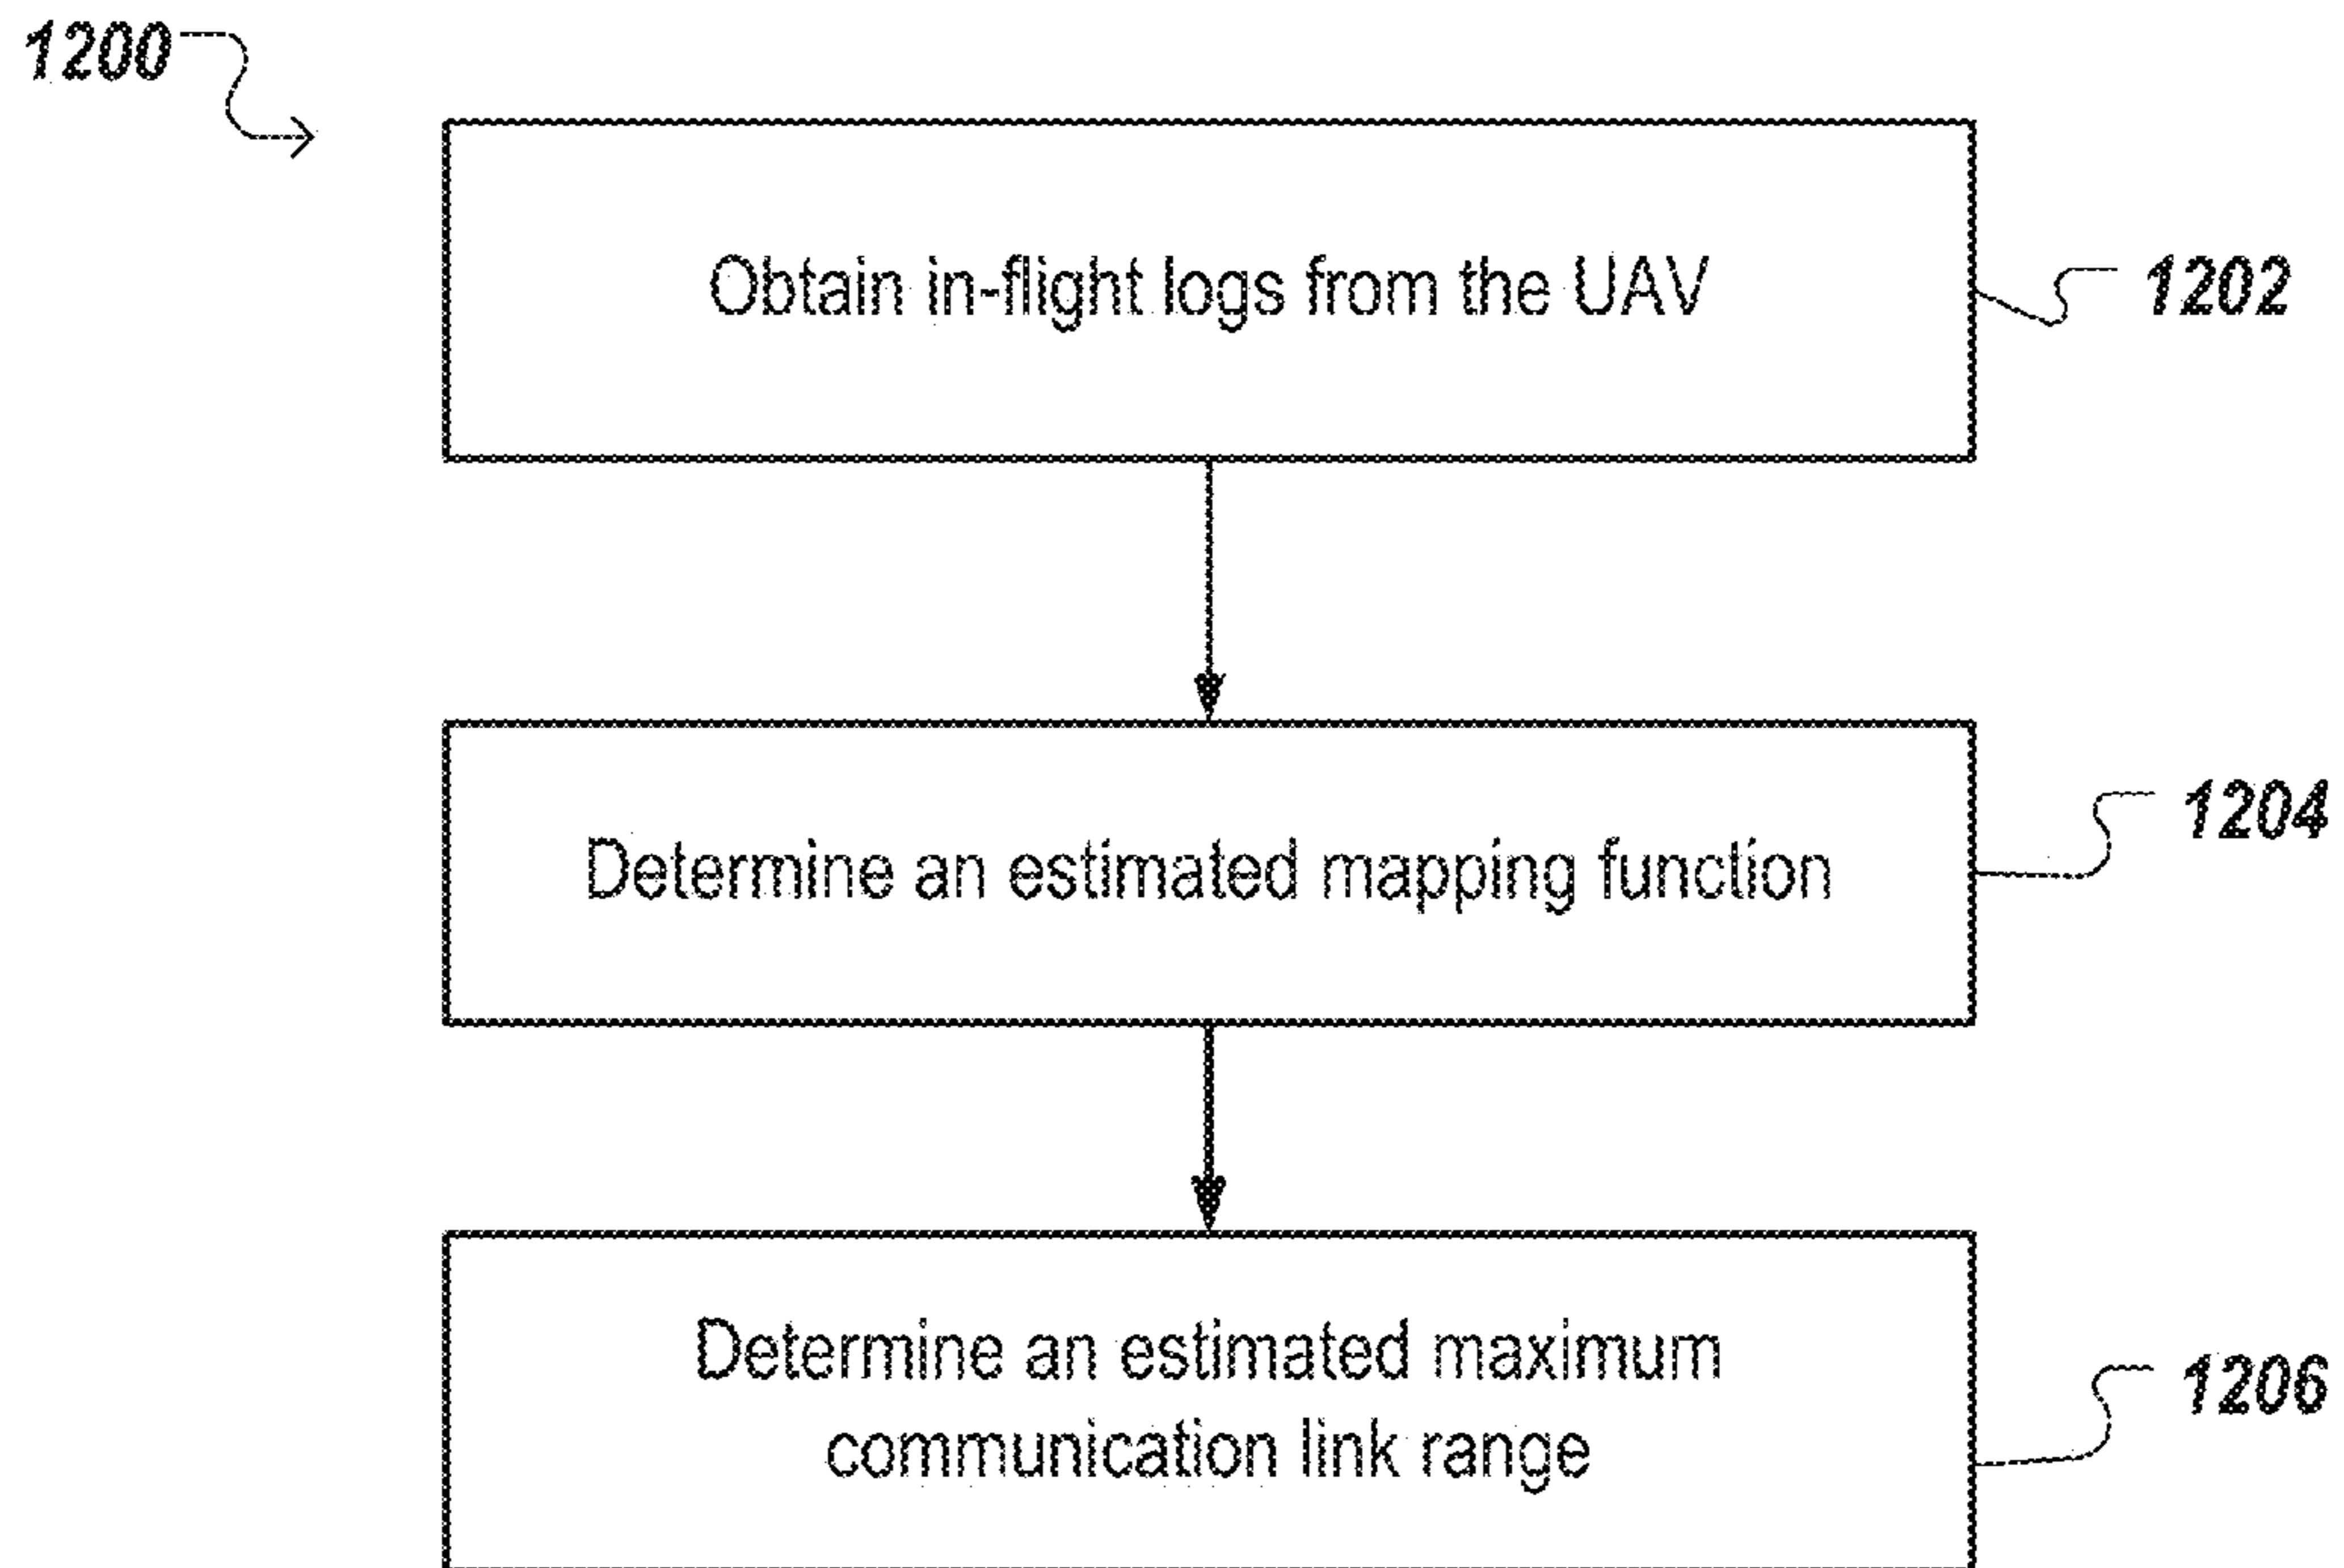 1200
Obtain in-flight logs from the UAV
1202
Determine an estimated mapping function
1204
Determine an estimated maximum
communication link range
1206